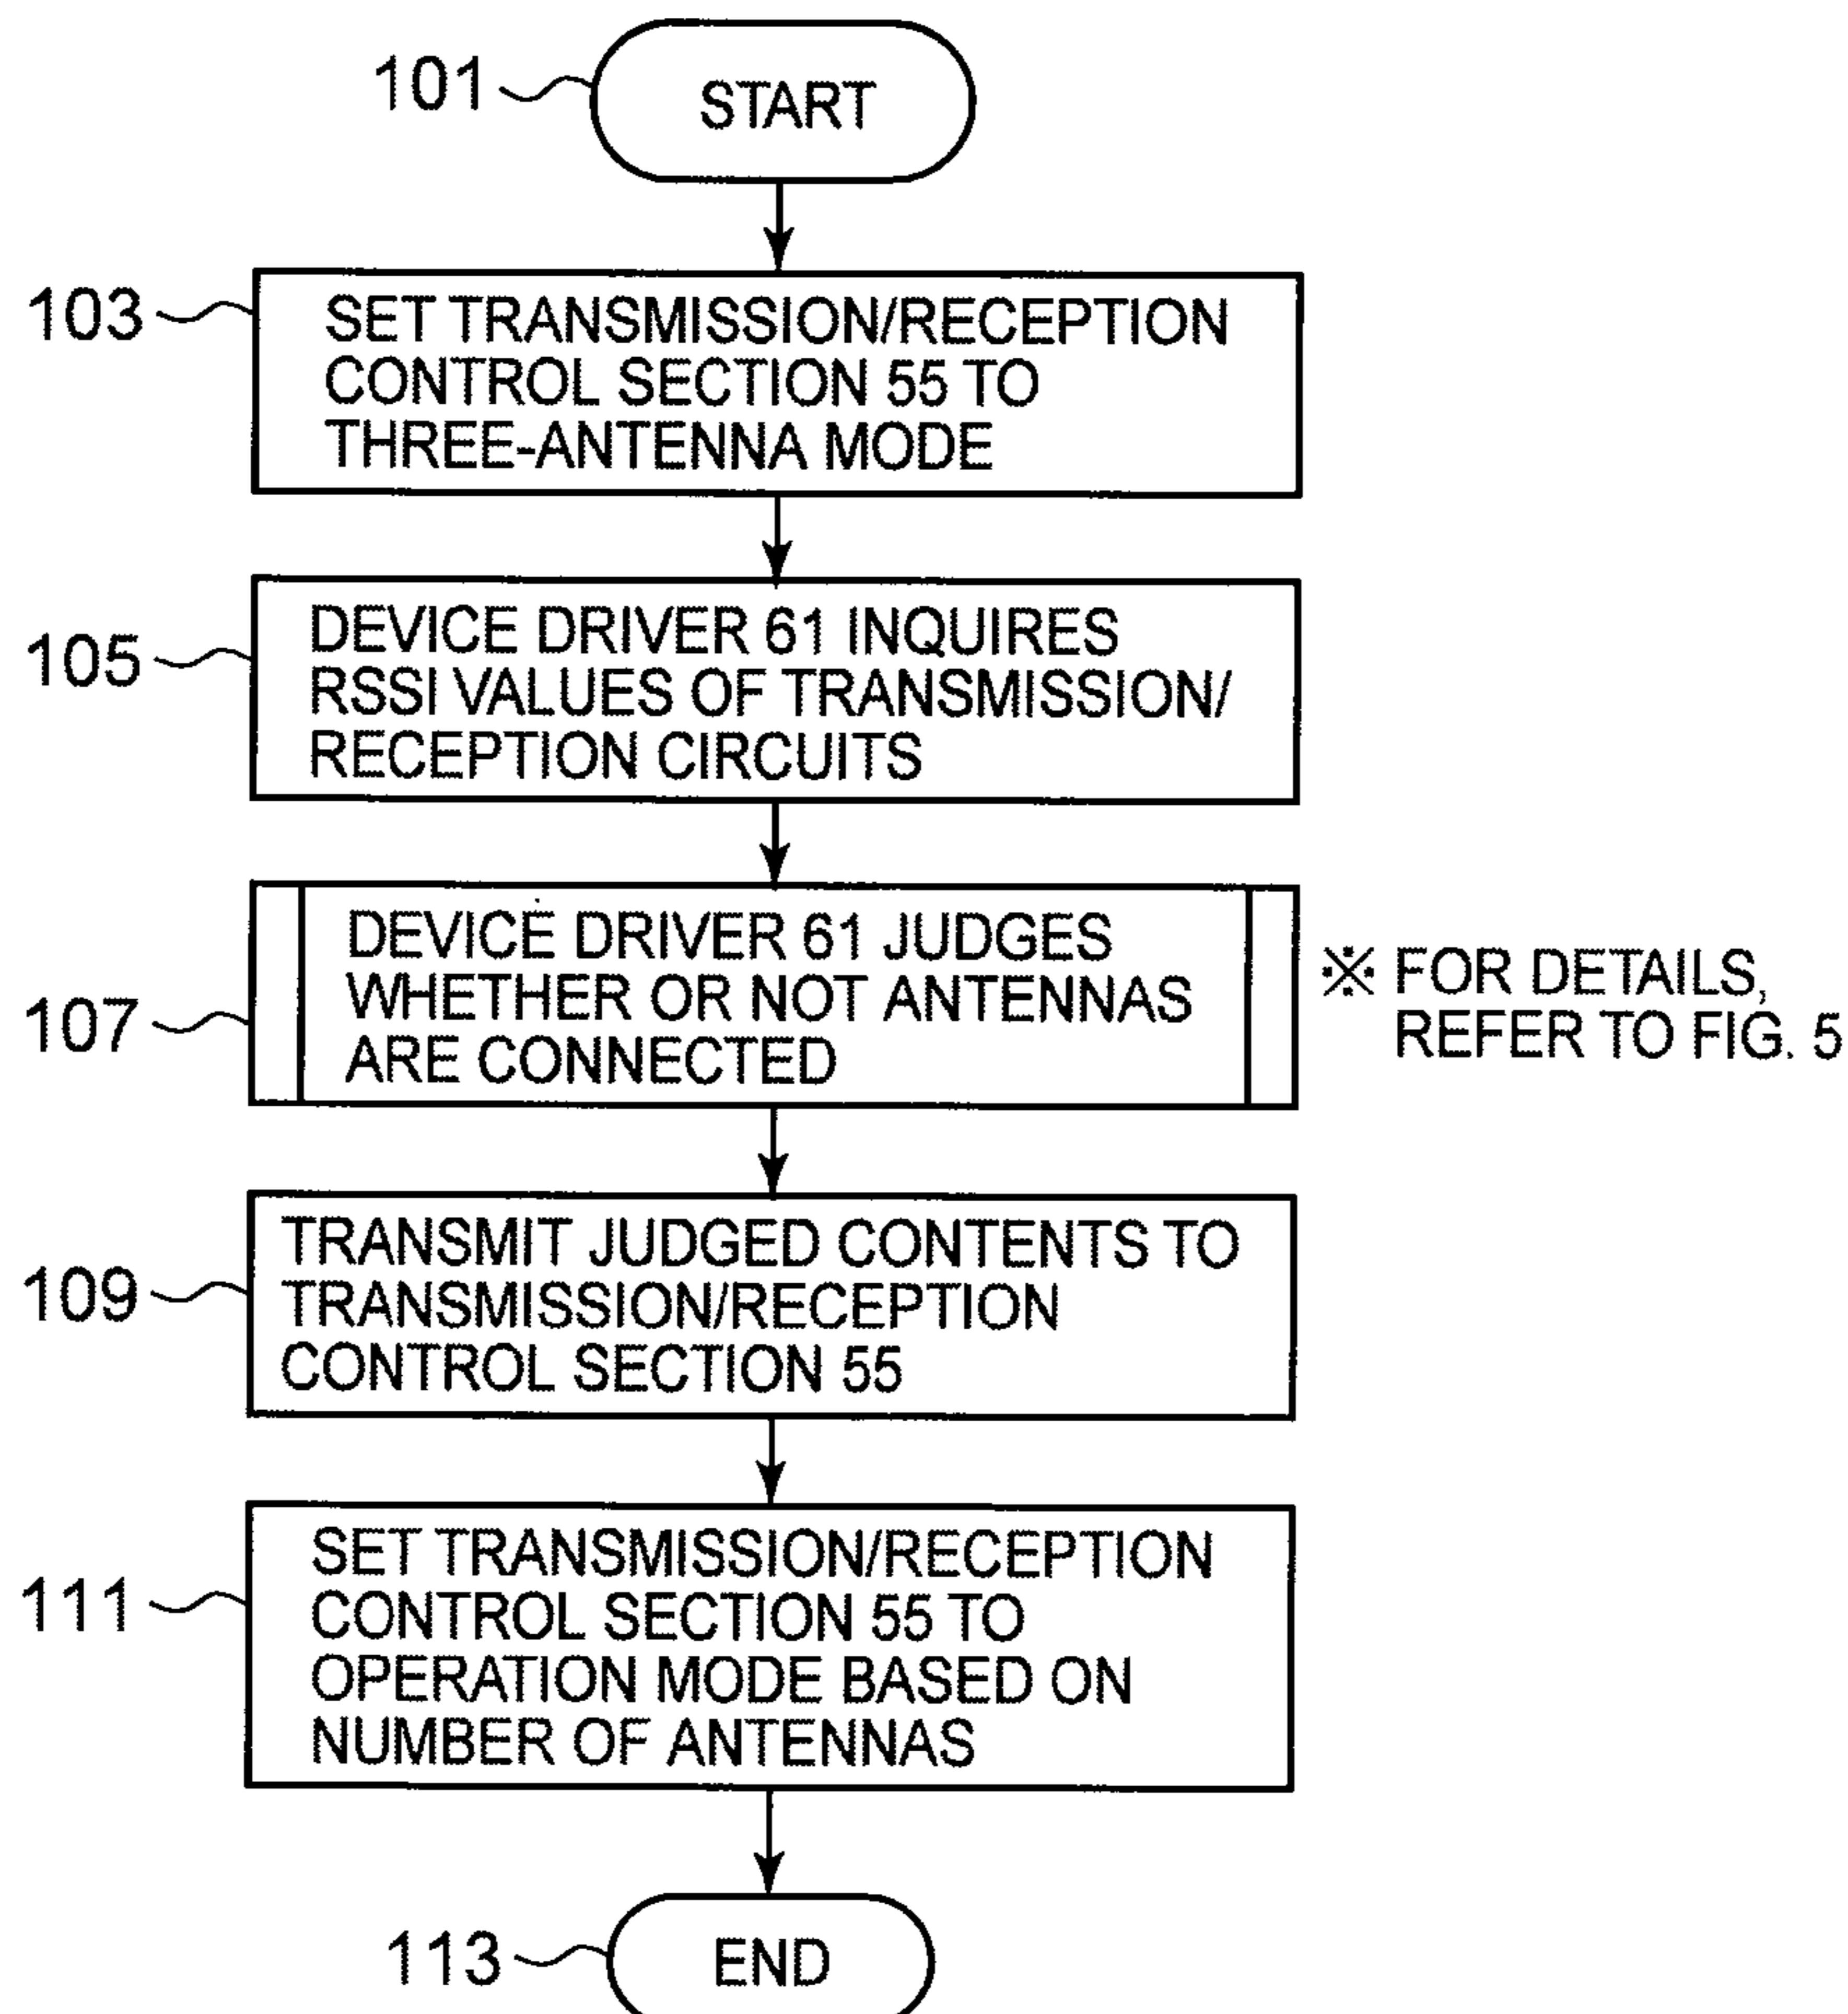 101
START
103
SET TRANSMISSION/RECEPTION
CONTROL SECTION 55 TO
THREE-ANTENNA MODE
105
DEVICE DRIVER 61 INQUIRES
RSSI VALUES OF TRANSMISSION/
RECEPTION CIRCUITS
107
DEVICE DRIVER 61 JUDGES
WHETHER OR NOT ANTENNAS
ARE CONNECTED
※ FOR DETAILS,
REFER TO FIG. 5
109
TRANSMIT JUDGED CONTENTS TO
TRANSMISSION/RECEPTION
CONTROL SECTION 55
111
SET TRANSMISSION/RECEPTION
CONTROL SECTION 55 TO
OPERATION MODE BASED ON
NUMBER OF ANTENNAS
113
END